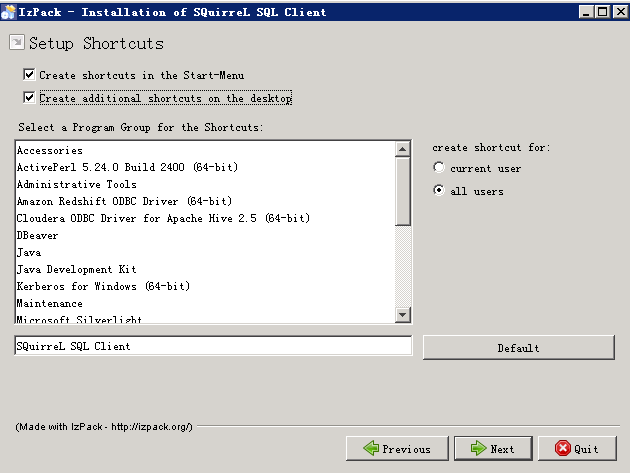 IzPack - Installation of SQuirreL SQL Client
Setup Shortcuts
Create shortcuts in the Start-Menu
Create additional shortcuts on the desktop
Select a Program Group for the Shortcuts:
create shortcut for:
Accessories
ActivePerl 5.24.0 Build 2400 (64-bit)
current user
Administrative Tools
all users
Amazon Redshift ODBC Driver (64-bit)
Cloudera ODBC Driver for Apache Hive 2.5 (64-bit)
DBeaver
Java
Java Development Kit
Kerberos for Windows (64-bit)
Maintenance
Microsoft Silverlight
SQuirreL SQL Client
Default
(Made with IzPack - http://izpack.org/)
Previous
Next
Quit